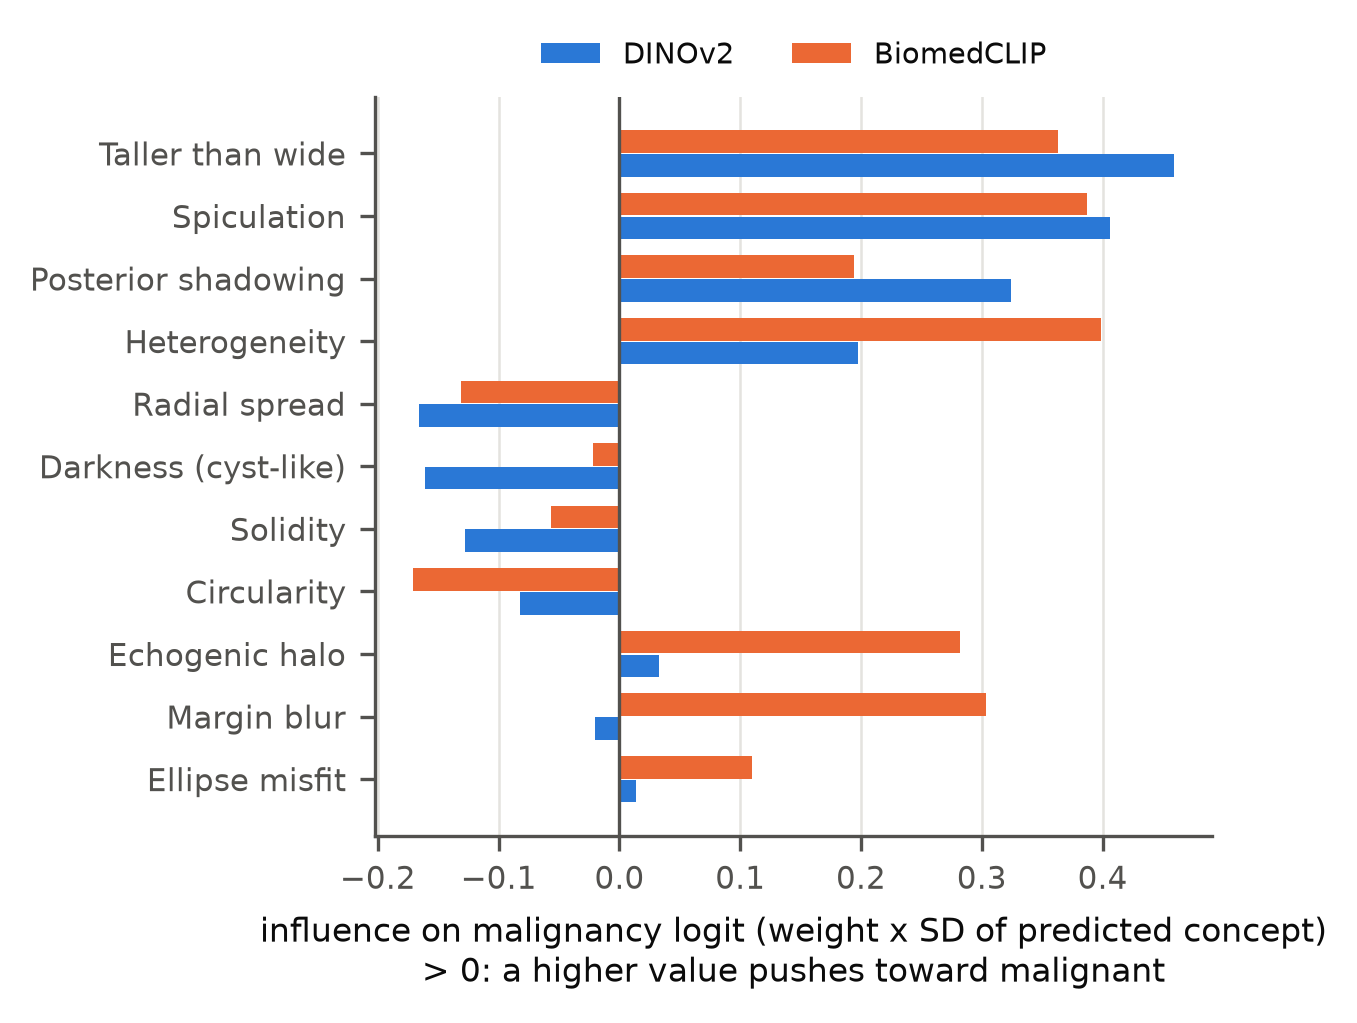 DINOv2 BiomedCLIP
Taller than wide
Spiculation
Posterior shadowing
Heterogeneity
Radial spread
Darkness (cyst-like)
Solidity
Circularity
Echogenic halo
Margin blur
Ellipse misfit
−0.2 −0.1 0.0 0.1 0.2 0.3 0.4
influence on malignancy logit (weight x SD of predicted concept)
> 0: a higher value pushes toward malignant